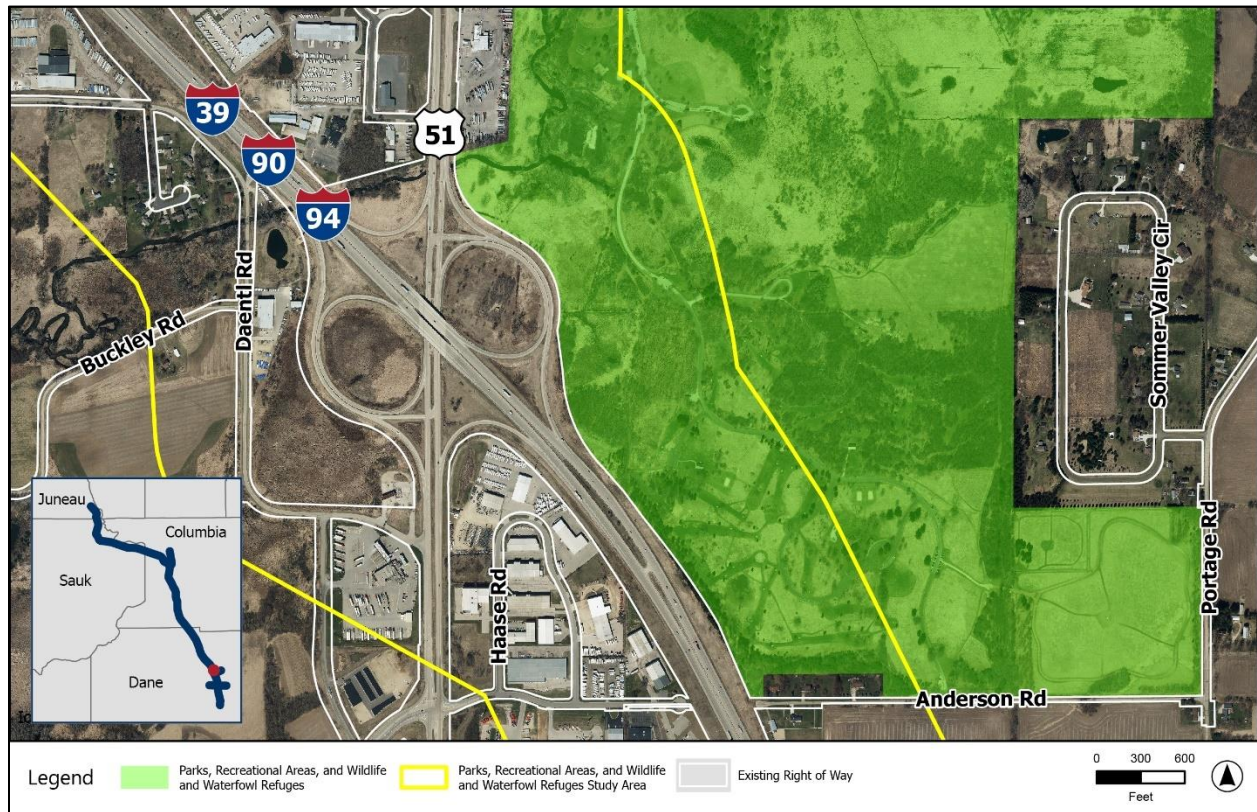 39
90
94
51
Daentl Rd
Buckley Rd
Haase Rd
Sommer Valley Cir
Portage Rd
Anderson Rd
Juneau
Columbia
Sauk
Dane
Legend
Parks, Recreational Areas, and Wildlife
and Waterfowl Refuges
Parks, Recreational Areas, and Wildlife
and Waterfowl Refuges Study Area
Existing Right of Way
0 300 600
Feet